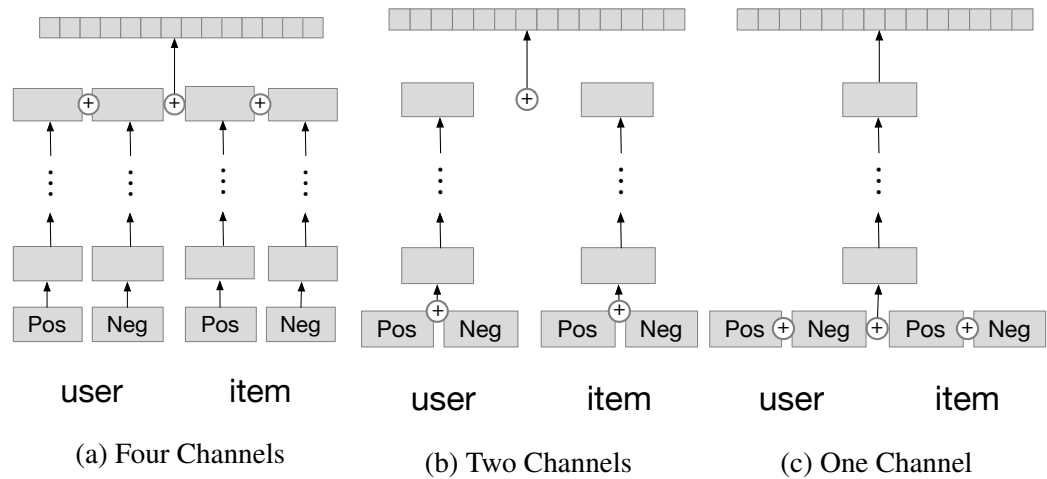 + + +
Pos Neg Pos Neg
user item
(a) Four Channels
+
+ +
Pos Neg Pos Neg
user item
(b) Two Channels
Pos + Neg + Pos + Neg
user item
(c) One Channel